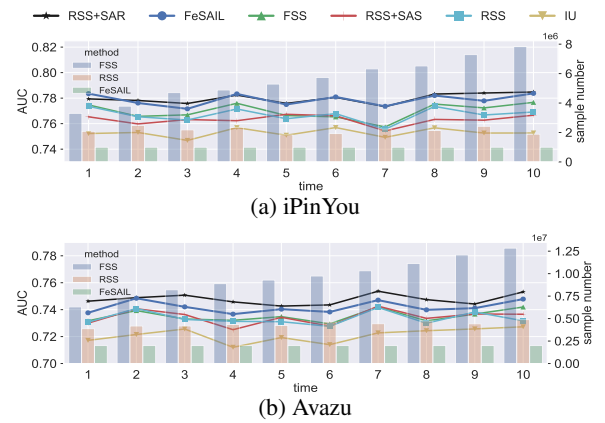 RSS+SAR FeSAIL FSS RSS+SAS RSS IU
1e6
0.82 8
method
FSS
0.80 6
RSS
0.78 FeSAIL 4
0.76 2
0.74 0
AUC
sample number
1 2 3 4 5 6 7 8 9 10
time
(a) iPinYou
1e7
method
0.78 FSS 1.25
RSS 1.00
0.76 FeSAIL
0.75
0.74
0.50
0.72
0.25
0.70 0.00
AUC
sample number
1 2 3 4 5 6 7 8 9 10
time
(b) Avazu